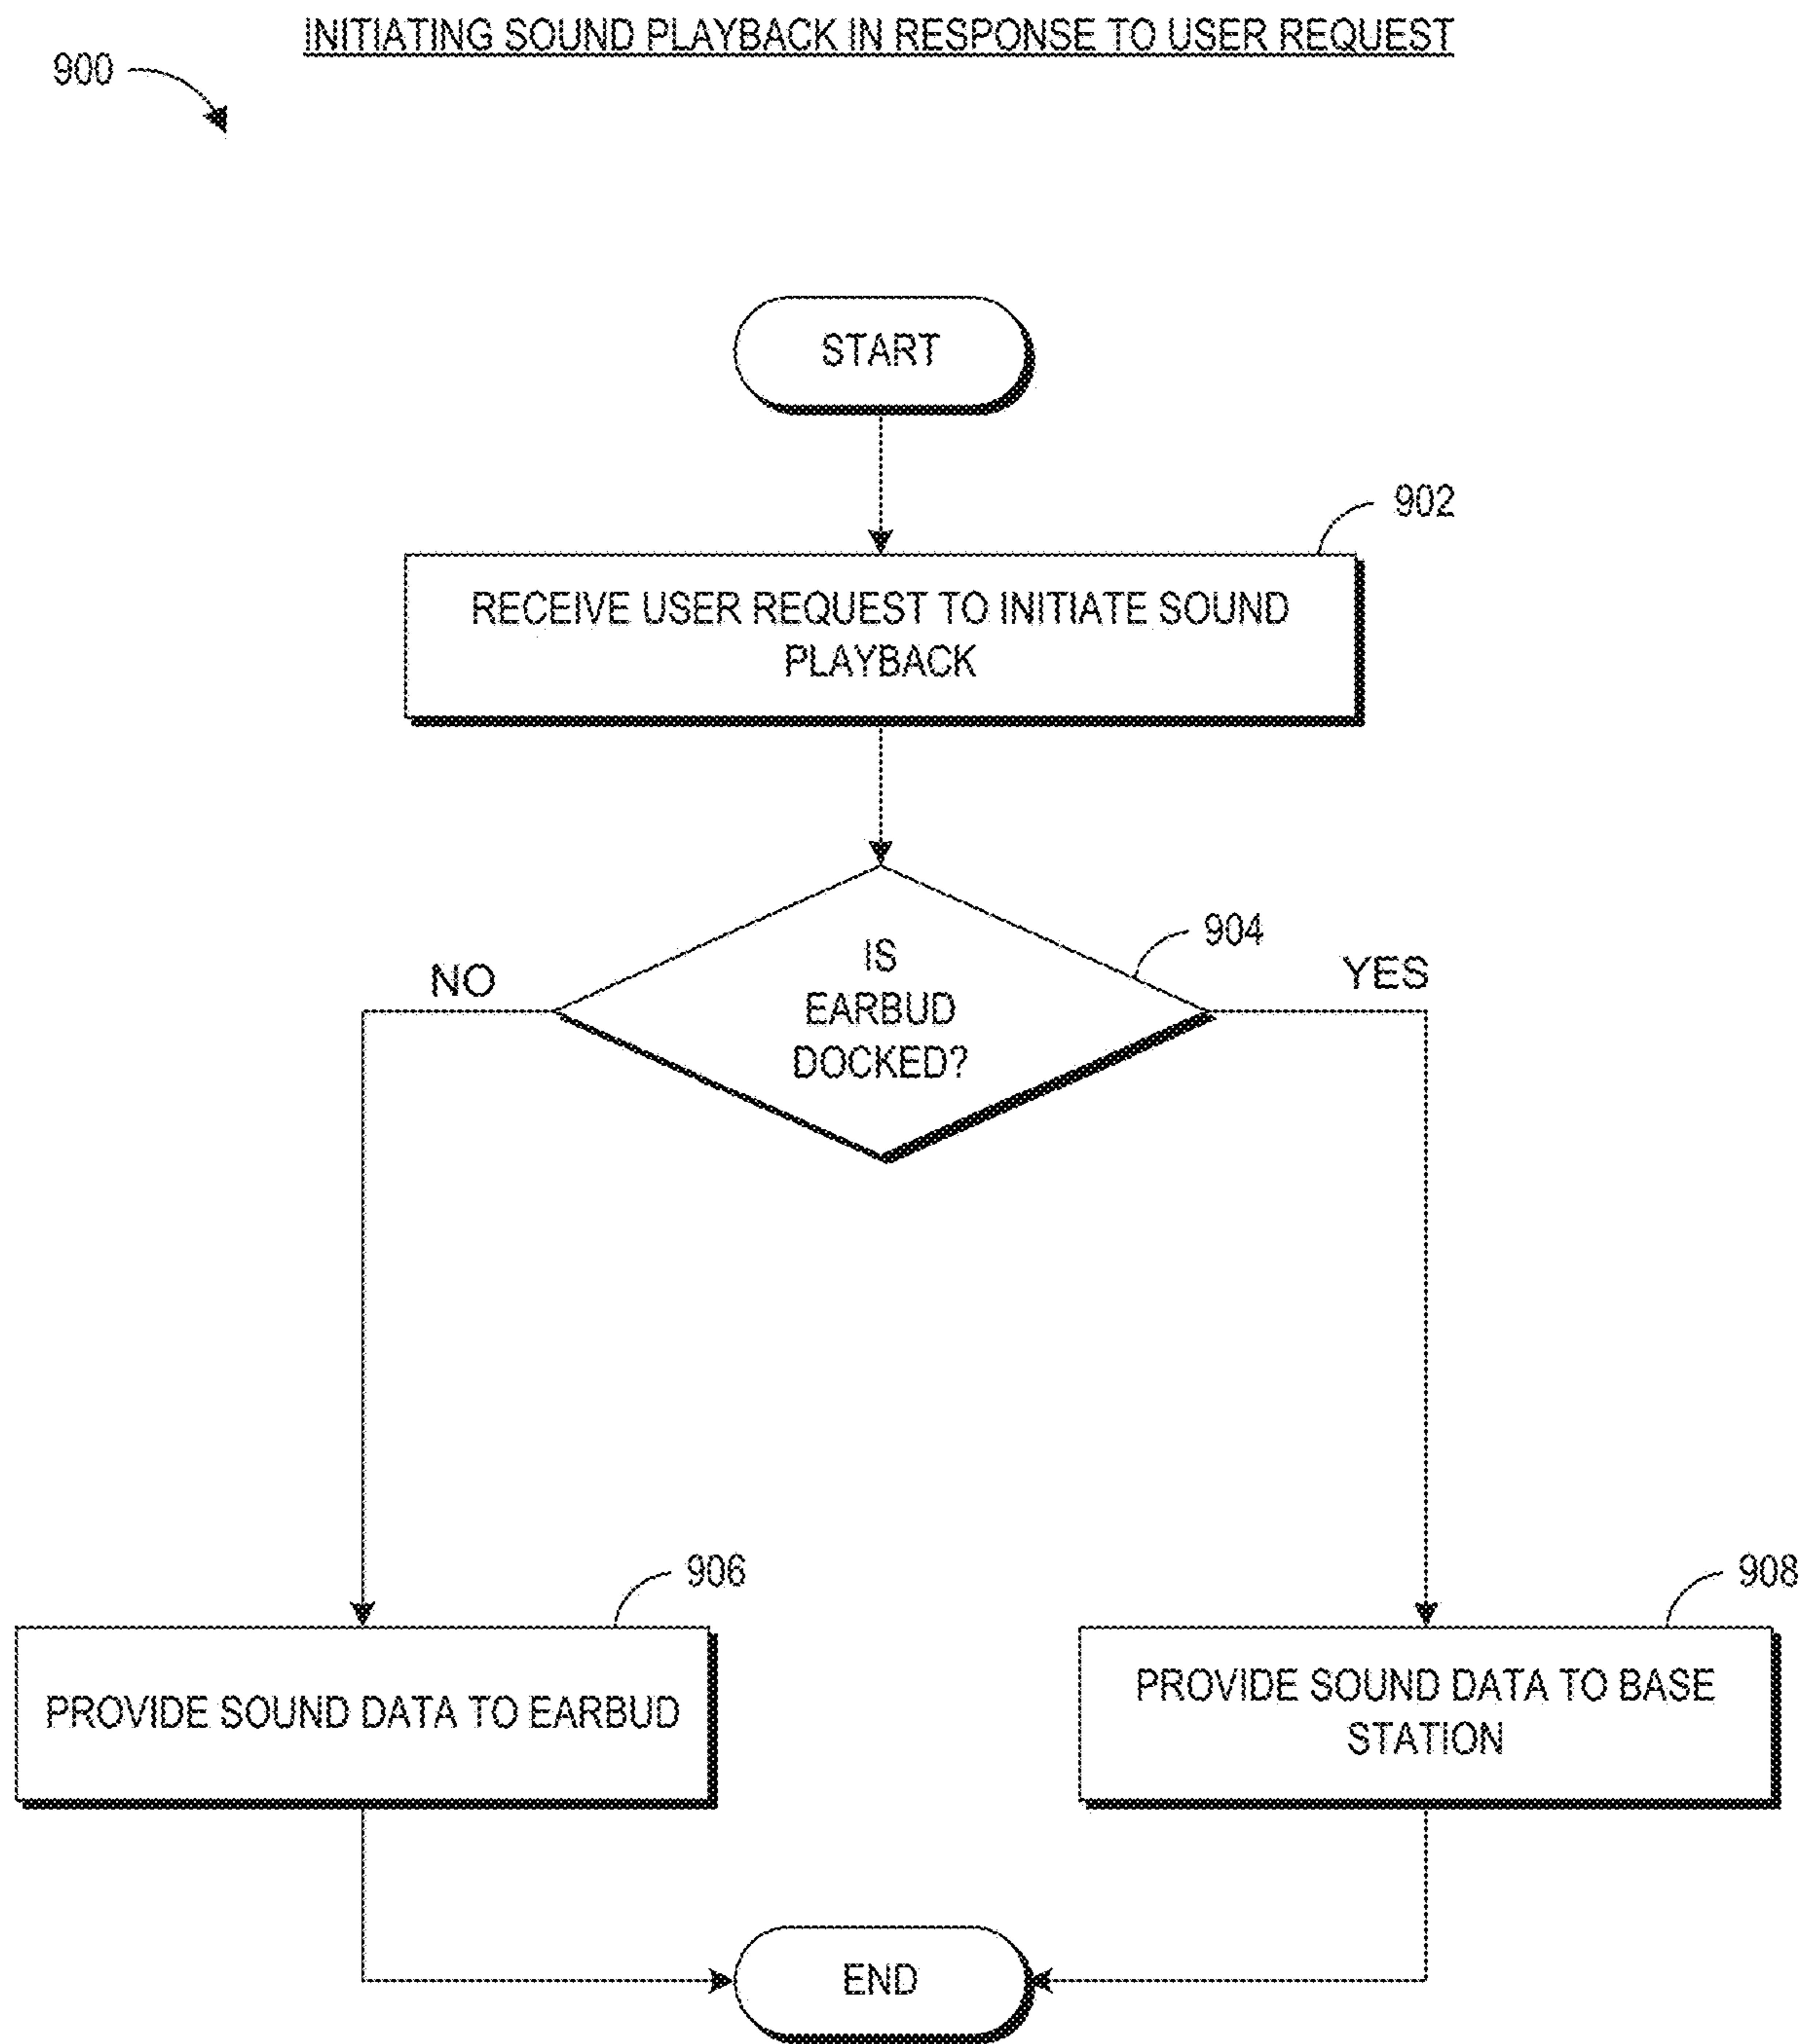 INITIATING SOUND PLAYBACK IN RESPONSE TO USER REQUEST
900
START
902
RECEIVE USER REQUEST TO INITIATE SOUND
PLAYBACK
904
IS
EARBUD
DOCKED?
NO
YES
906
PROVIDE SOUND DATA TO EARBUD
908
PROVIDE SOUND DATA TO BASE
STATION
END